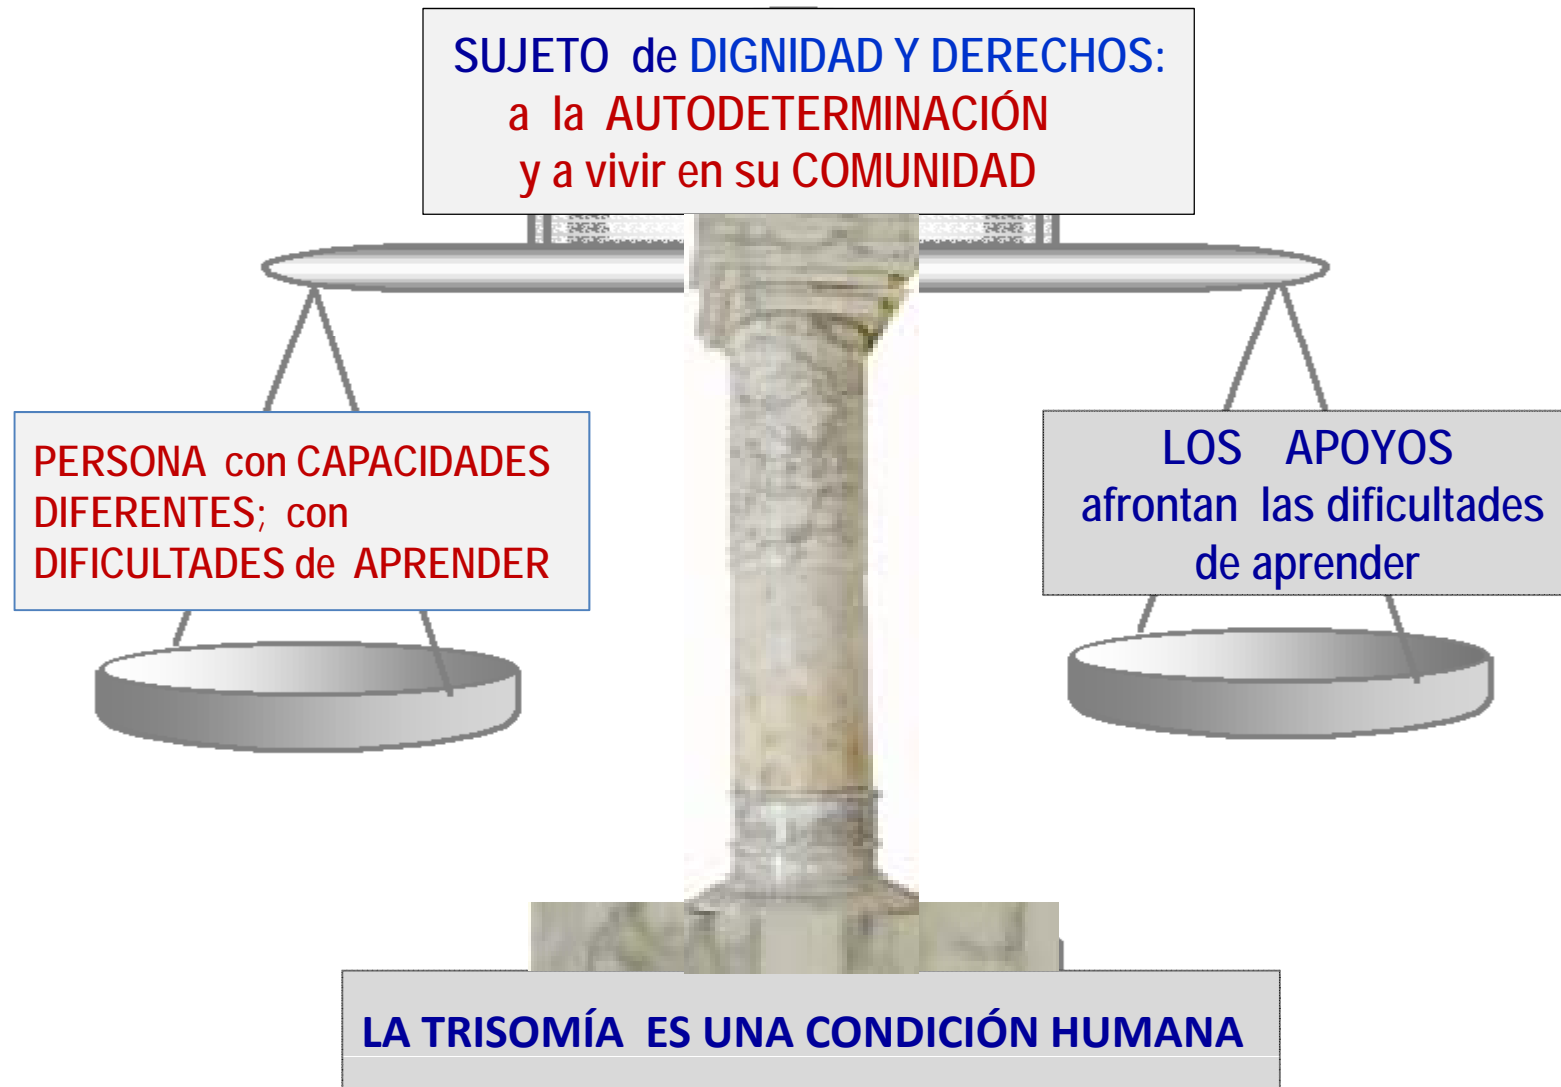 SUJETO de DIGNIDAD Y DERECHOS:
a la AUTODETERMINACIÓN
y a vivir en su COMUNIDAD
PERSONA con CAPACIDADES
DIFERENTES; con
DIFICULTADES de APRENDER
LOS APOYOS
afrontan las dificultades
de aprender
LA TRISOMÍA ES UNA CONDICIÓN HUMANA